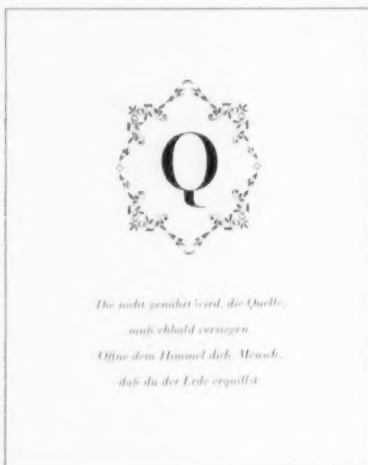 Q
Die nicht genährt wird, die Quelle,
muß ehbald versiegen.
Öffne dem Himmel dich, Mensch,
daß du der Erde erquillst